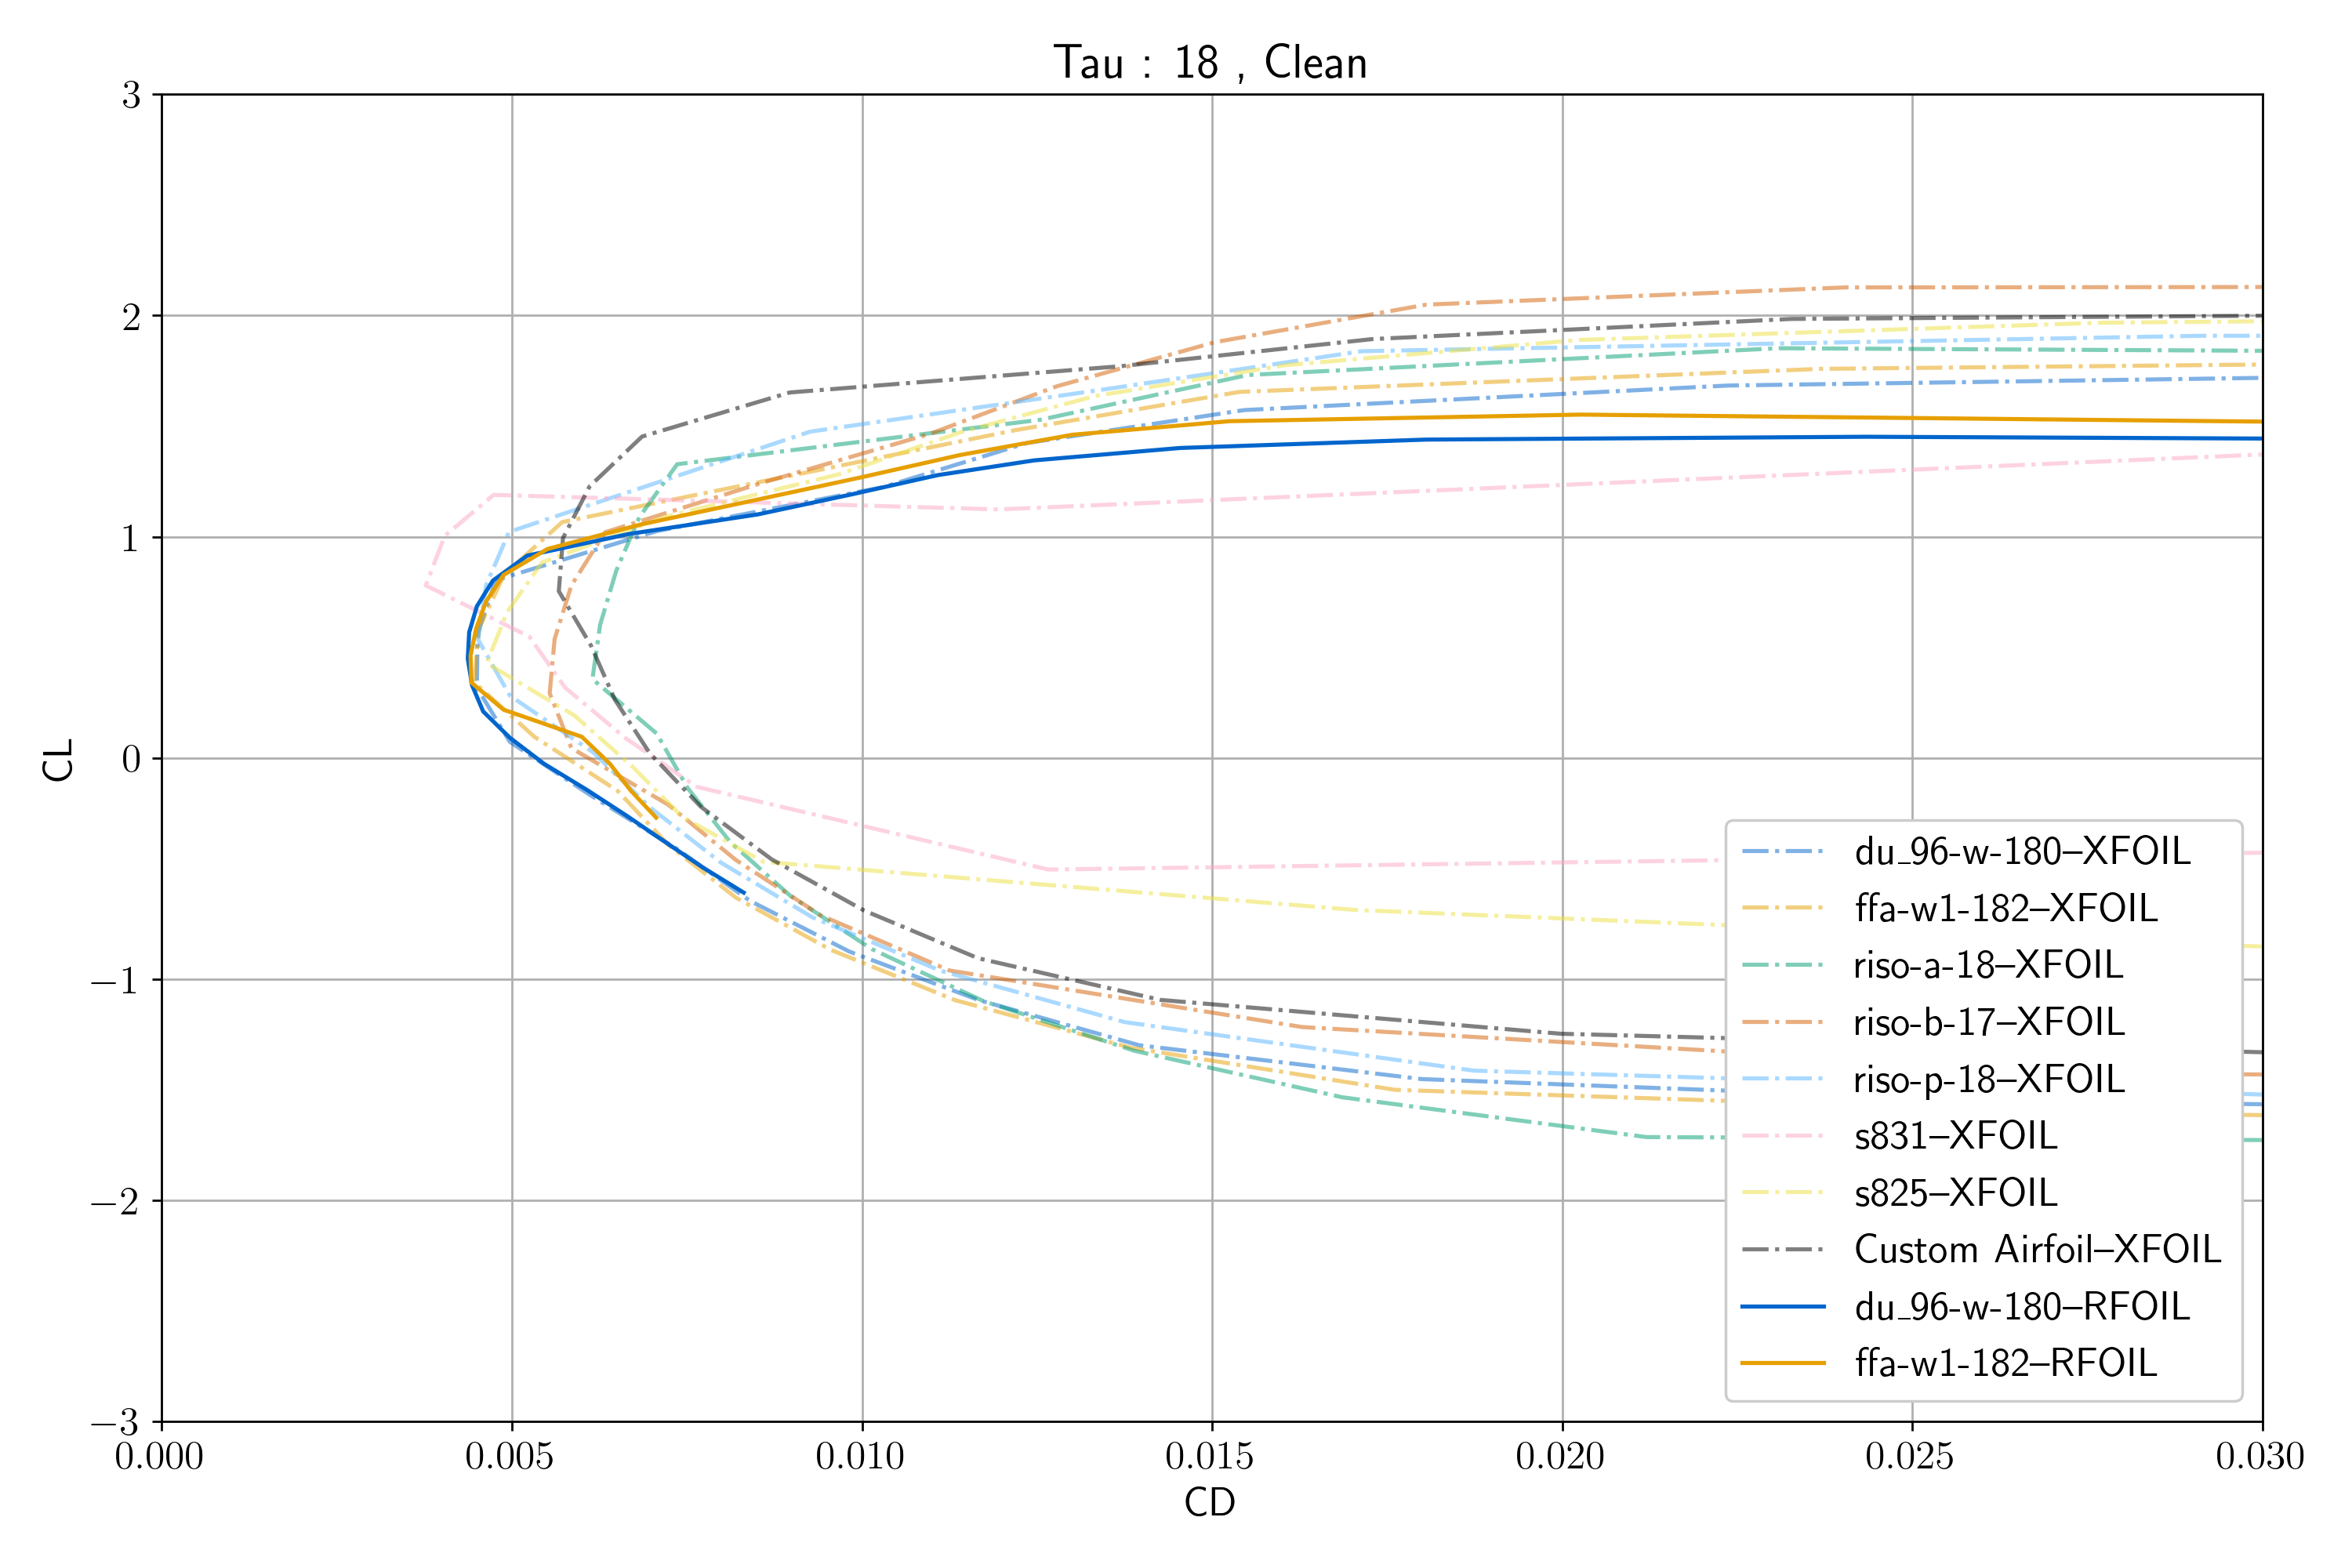 Tau : 18 , Clean
3
2
1
0
−1
−2
−3
CL
0.000 0.005 0.010 0.015 0.020 0.025 0.030
CD
du_96-w-180–XFOIL
ffa-w1-182–XFOIL
riso-a-18–XFOIL
riso-b-17–XFOIL
riso-p-18–XFOIL
s831–XFOIL
s825–XFOIL
Custom Airfoil–XFOIL
du_96-w-180–RFOIL
ffa-w1-182–RFOIL